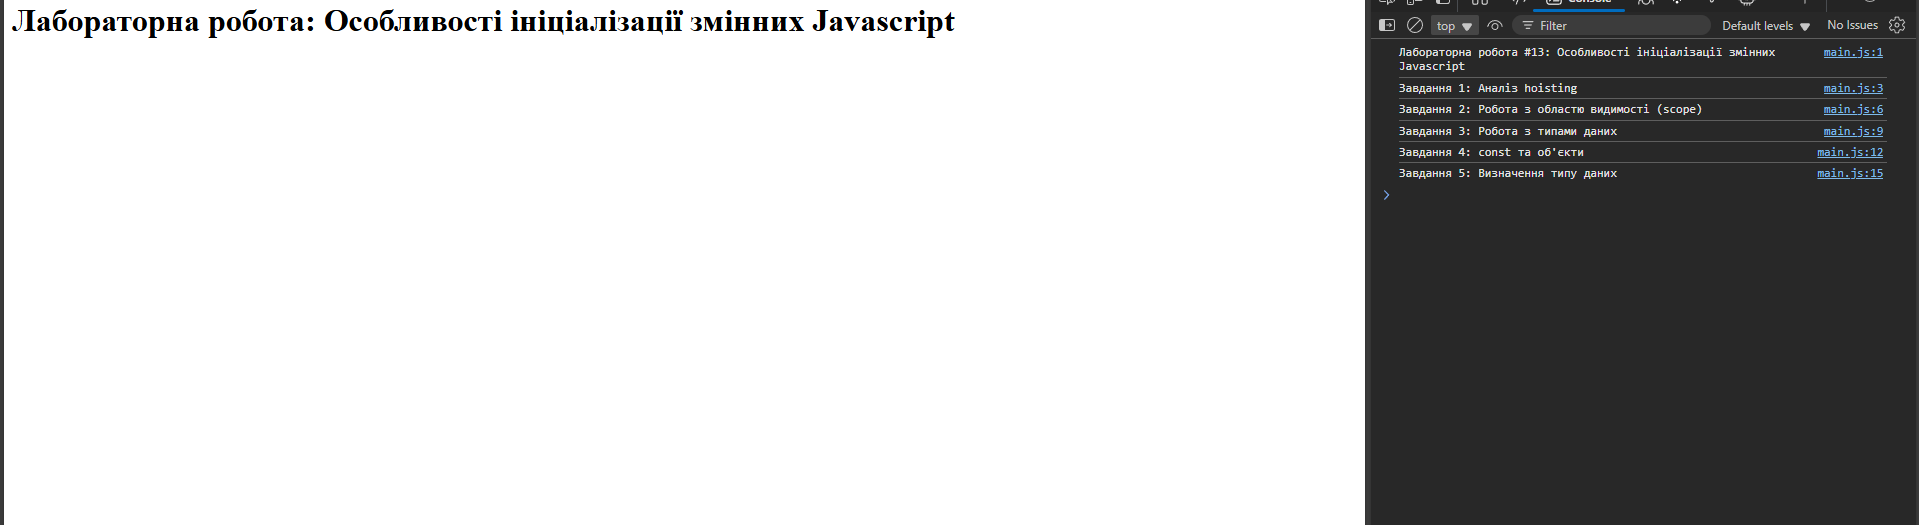 Лабораторна робота: Особливості ініціалізації змінних Javascript
Console
top
Filter
Default levels
No Issues
Лабораторна робота #13: Особливості ініціалізації змінних
Javascript
main.js:1
Завдання 1: Аналіз hoisting
main.js:3
Завдання 2: Робота з областю видимості (scope)
main.js:6
Завдання 3: Робота з типами даних
main.js:9
Завдання 4: const та об'єкти
main.js:12
Завдання 5: Визначення типу даних
main.js:15